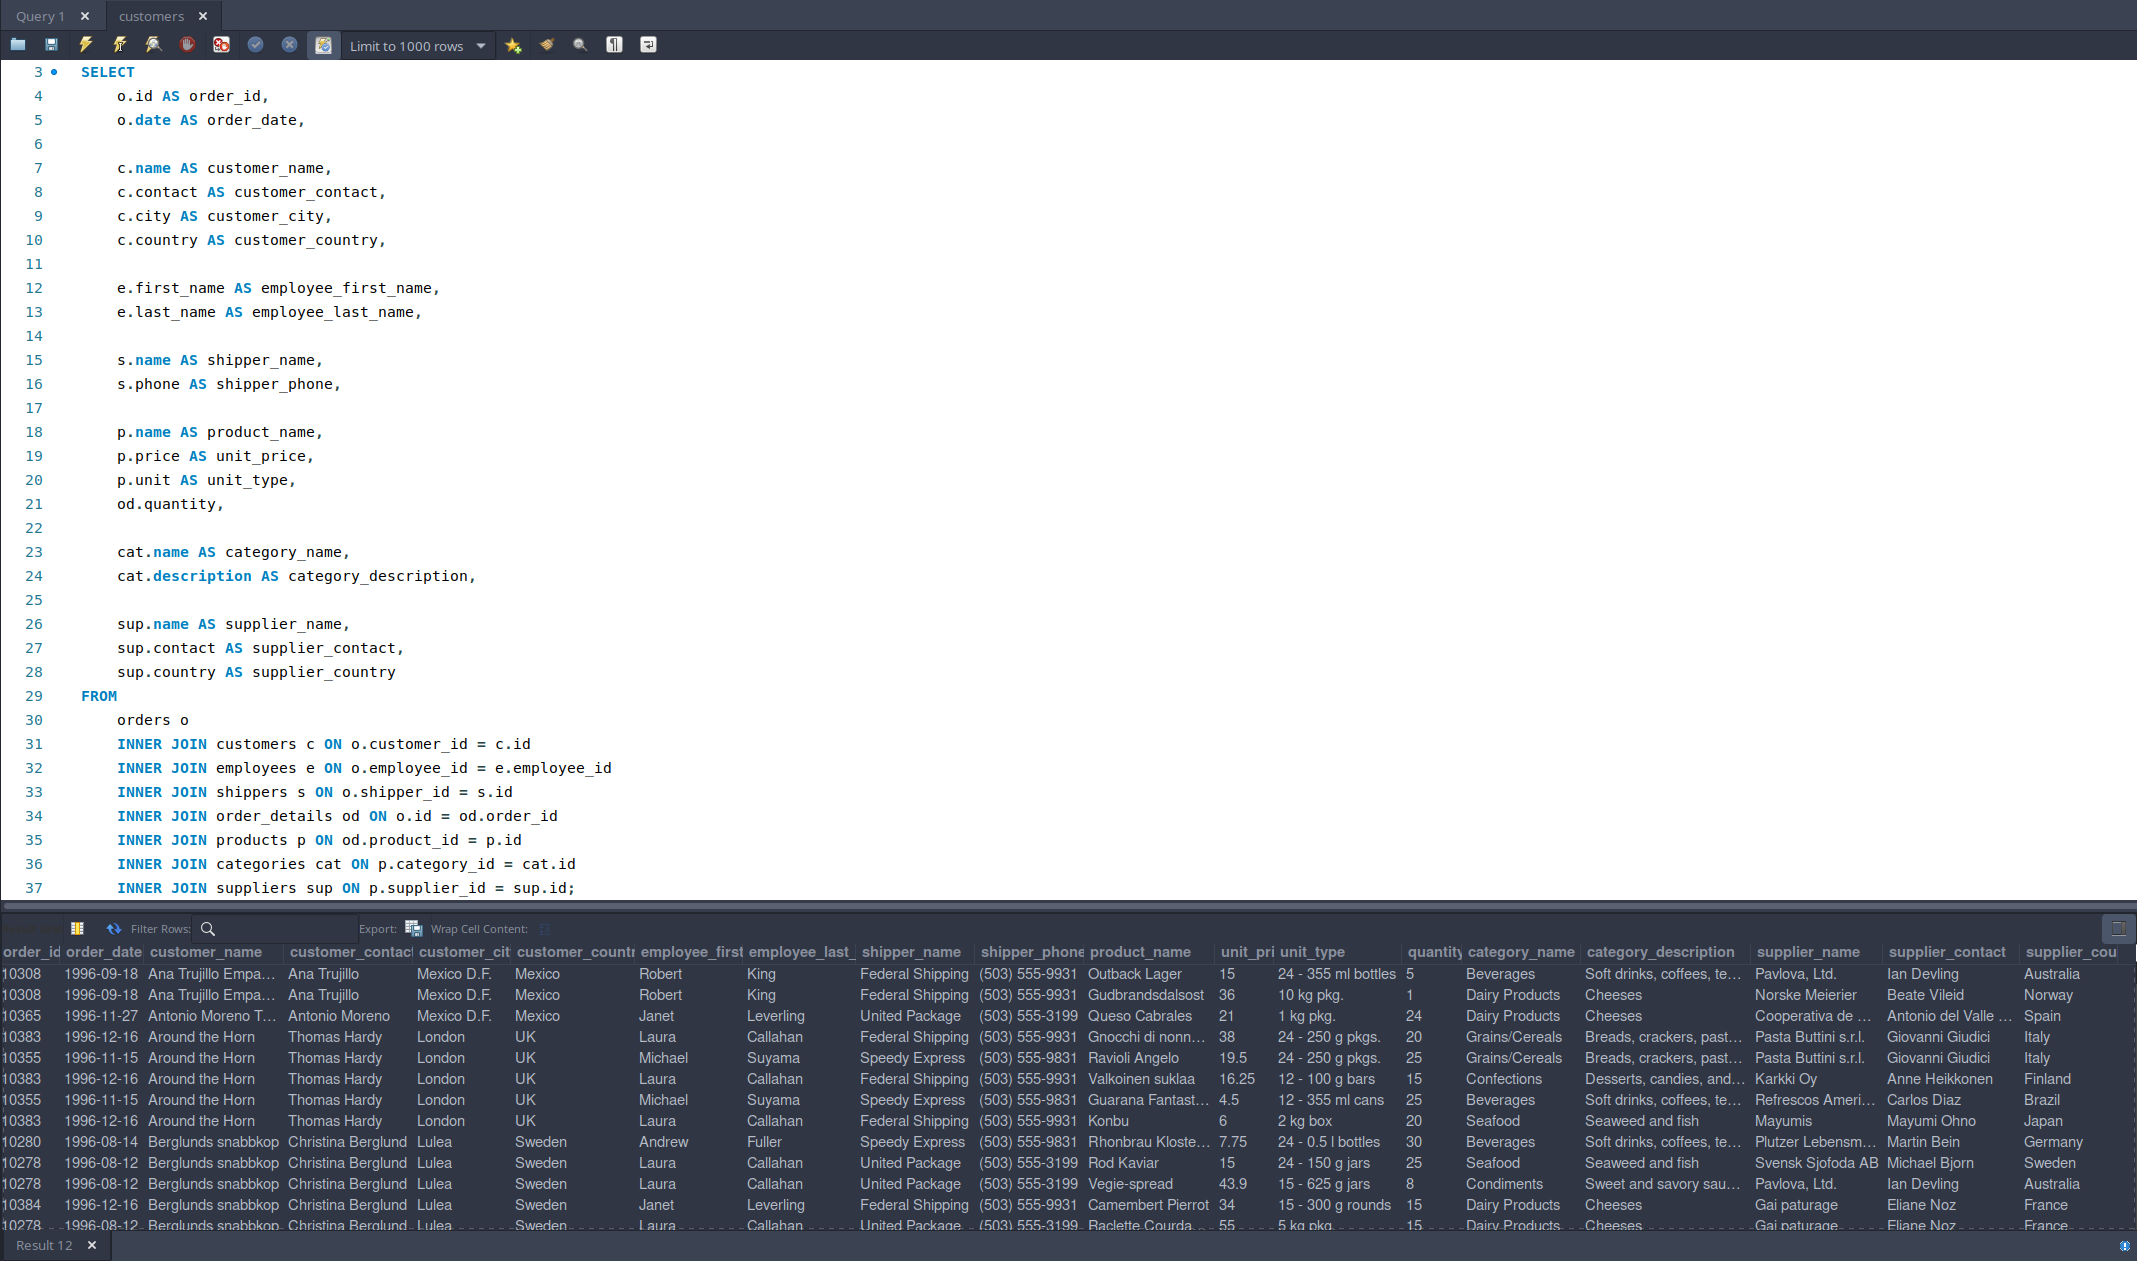 Query 1
customers
Limit to 1000 rows
3 SELECT
4 o.id AS order_id,
5 o.date AS order_date,
6
7 c.name AS customer_name,
8 c.contact AS customer_contact,
9 c.city AS customer_city,
10 c.country AS customer_country,
11
12 e.first_name AS employee_first_name,
13 e.last_name AS employee_last_name,
14
15 s.name AS shipper_name,
16 s.phone AS shipper_phone,
17
18 p.name AS product_name,
19 p.price AS unit_price,
20 p.unit AS unit_type,
21 od.quantity,
22
23 cat.name AS category_name,
24 cat.description AS category_description,
25
26 sup.name AS supplier_name,
27 sup.contact AS supplier_contact,
28 sup.country AS supplier_country
29 FROM
30 orders o
31 INNER JOIN customers c ON o.customer_id = c.id
32 INNER JOIN employees e ON o.employee_id = e.employee_id
33 INNER JOIN shippers s ON o.shipper_id = s.id
34 INNER JOIN order_details od ON o.id = od.order_id
35 INNER JOIN products p ON od.product_id = p.id
36 INNER JOIN categories cat ON p.category_id = cat.id
37 INNER JOIN suppliers sup ON p.supplier_id = sup.id;
Filter Rows: Export: Wrap Cell Content:
order_id order_date customer_name customer_contac customer_cit customer_countr employee_first employee_last_ shipper_name shipper_phone product_name unit_pri unit_type quantity category_name category_description supplier_name supplier_contact supplier_cou
10308 1996-09-18 Ana Trujillo Empa... Ana Trujillo Mexico D.F. Mexico Robert King Federal Shipping (503) 555-9931 Outback Lager 15 24 - 355 ml bottles 5 Beverages Soft drinks, coffees, te... Pavlova, Ltd. Ian Devling Australia
10308 1996-09-18 Ana Trujillo Empa... Ana Trujillo Mexico D.F. Mexico Robert King Federal Shipping (503) 555-9931 Gudbrandsdalsost 36 10 kg pkg. 1 Dairy Products Cheeses Norske Meierier Beate Vileid Norway
10365 1996-11-27 Antonio Moreno T... Antonio Moreno Mexico D.F. Mexico Janet Leverling United Package (503) 555-3199 Queso Cabrales 21 1 kg pkg. 24 Dairy Products Cheeses Cooperativa de ... Antonio del Valle ... Spain
10383 1996-12-16 Around the Horn Thomas Hardy London UK Laura Callahan Federal Shipping (503) 555-9931 Gnocchi di nonn... 38 24 - 250 g pkgs. 20 Grains/Cereals Breads, crackers, past... Pasta Buttini s.r.l. Giovanni Giudici Italy
10355 1996-11-15 Around the Horn Thomas Hardy London UK Michael Suyama Speedy Express (503) 555-9831 Ravioli Angelo 19.5 24 - 250 g pkgs. 25 Grains/Cereals Breads, crackers, past... Pasta Buttini s.r.l. Giovanni Giudici Italy
10383 1996-12-16 Around the Horn Thomas Hardy London UK Laura Callahan Federal Shipping (503) 555-9931 Valkoinen suklaa 16.25 12 - 100 g bars 15 Confections Desserts, candies, and... Karkki Oy Anne Heikkonen Finland
10355 1996-11-15 Around the Horn Thomas Hardy London UK Michael Suyama Speedy Express (503) 555-9831 Guarana Fantast... 4.5 12 - 355 ml cans 25 Beverages Soft drinks, coffees, te... Refrescos Ameri... Carlos Diaz Brazil
10383 1996-12-16 Around the Horn Thomas Hardy London UK Laura Callahan Federal Shipping (503) 555-9931 Konbu 6 2 kg box 20 Seafood Seaweed and fish Mayumis Mayumi Ohno Japan
10280 1996-08-14 Berglunds snabbkop Christina Berglund Lulea Sweden Andrew Fuller Speedy Express (503) 555-9831 Rhonbrau Kloste... 7.75 24 - 0.5 l bottles 30 Beverages Soft drinks, coffees, te... Plutzer Lebensm... Martin Bein Germany
10278 1996-08-12 Berglunds snabbkop Christina Berglund Lulea Sweden Laura Callahan United Package (503) 555-3199 Rod Kaviar 15 24 - 150 g jars 25 Seafood Seaweed and fish Svensk Sjofoda AB Michael Bjorn Sweden
10278 1996-08-12 Berglunds snabbkop Christina Berglund Lulea Sweden Laura Callahan United Package (503) 555-3199 Vegie-spread 43.9 15 - 625 g jars 8 Condiments Sweet and savory sau... Pavlova, Ltd. Ian Devling Australia
10384 1996-12-16 Berglunds snabbkop Christina Berglund Lulea Sweden Janet Leverling Federal Shipping (503) 555-9931 Camembert Pierrot 34 15 - 300 g rounds 15 Dairy Products Cheeses Gai paturage Eliane Noz France
10278 1996-08-12 Berglunds snabbkop Christina Berglund Lulea Sweden Laura Callahan United Package (503) 555-3199 Raclette Courda... 55 5 kg pkg. 15 Dairy Products Cheeses Gai paturage Eliane Noz France
Result 12